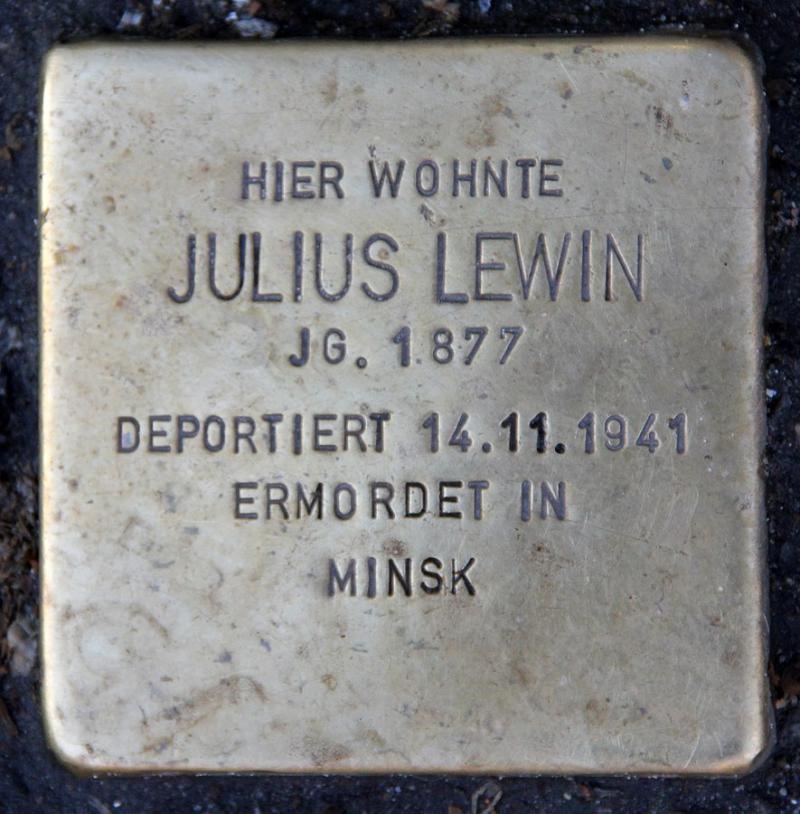 HIER WOHNTE
JULIUS LEWIN
JG. 1877
DEPORTIERT 14.11.1941
ERMORDET IN
MINSK